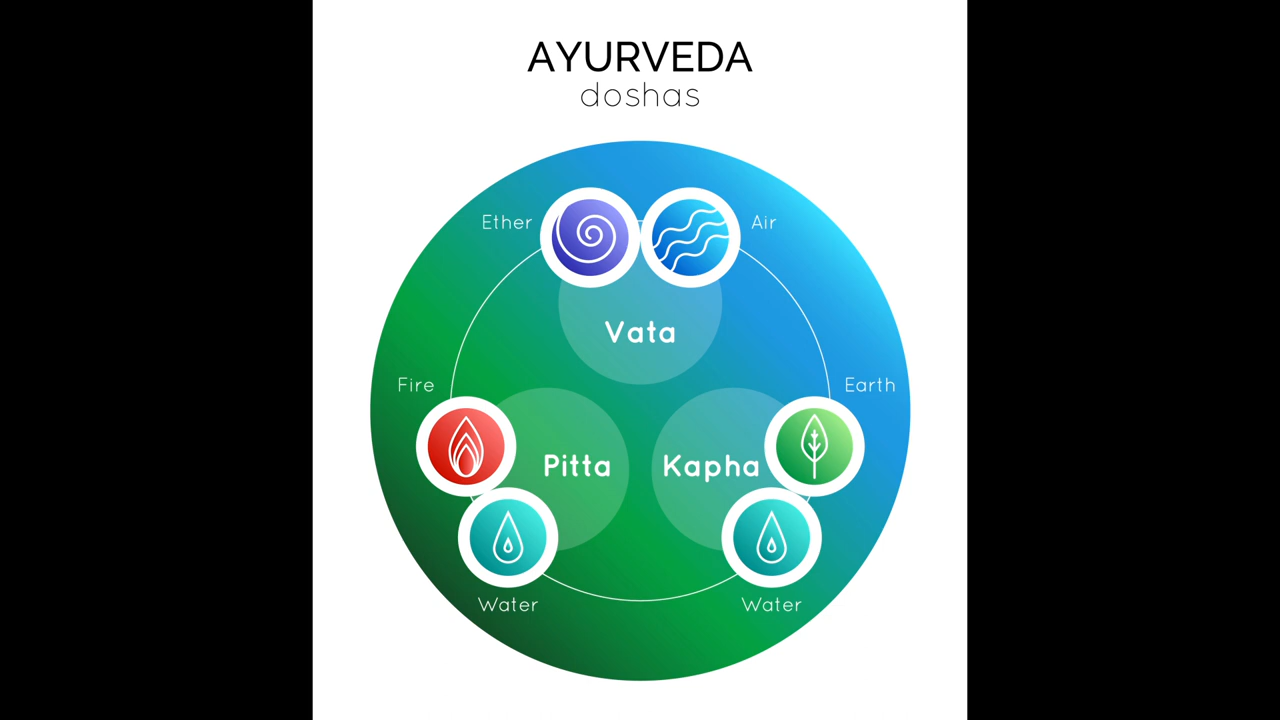 AYURVEDA
doshas
Ether
Air
Vata
Fire
Earth
Pitta
Kapha
Water
Water